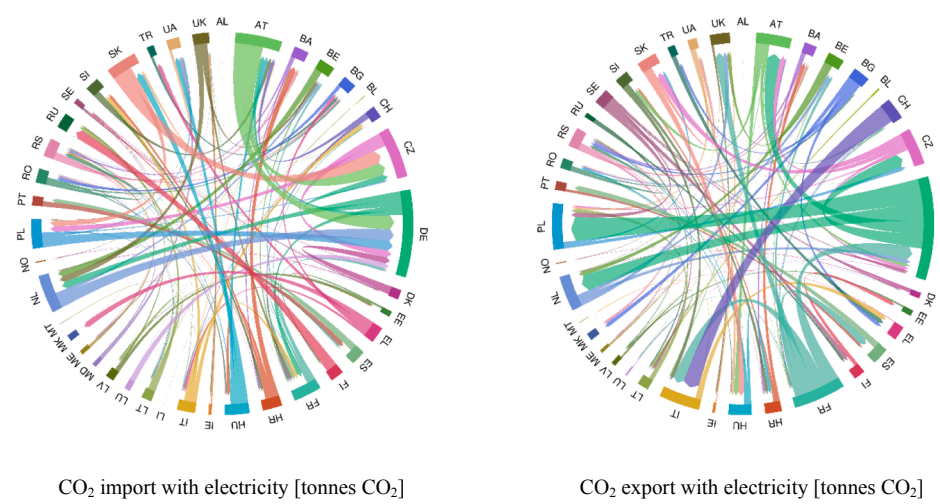 AL
AT
BA
BE
BG
BL
CH
CZ
DE
DK
EE
EL
ES
FI
FR
HR
HU
IE
IT
LI
LT
LU
LV
MD
ME
MK
MT
NL
NO
PL
PT
RO
RS
RU
SE
SI
SK
TR
UA
UK
AL
AT
BA
BE
BG
BL
CH
CZ
DE
DK
EE
EL
ES
FI
FR
HR
HU
IE
IT
LT
LU
LV
ME
MK
MT
NL
NO
PL
PT
RO
RS
RU
SE
SI
SK
TR
UA
UK
CO₂ import with electricity [tonnes CO₂]
CO₂ export with electricity [tonnes CO₂]